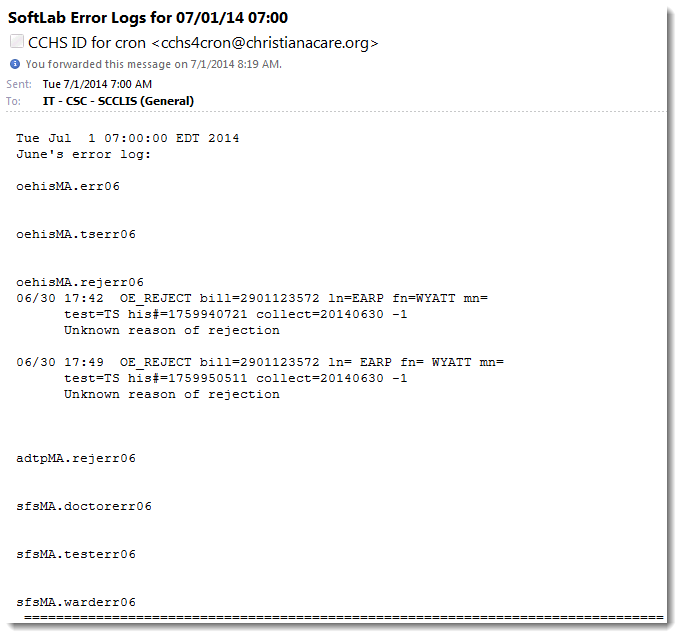 SoftLab Error Logs for 07/01/14 07:00
CCHS ID for cron <cchs4cron@christianacare.org>
You forwarded this message on 7/1/2014 8:19 AM.
Sent: Tue 7/1/2014 7:00 AM
To: IT - CSC - SCCLIS (General)
Tue Jul  1 07:00:00 EDT 2014
June's error log:
oehisMA.err06
oehisMA.tserr06
oehisMA.rejerr06
06/30 17:42  OE_REJECT bill=2901123572 ln=EARP fn=WYATT mn=
test=TS his#=1759940721 collect=20140630 -1
Unknown reason of rejection
06/30 17:49  OE_REJECT bill=2901123572 ln= EARP fn= WYATT mn=
test=TS his#=1759950511 collect=20140630 -1
Unknown reason of rejection
adtpMA.rejerr06
sfsMA.doctorerr06
sfsMA.testerr06
sfsMA.warderr06
================================================================================